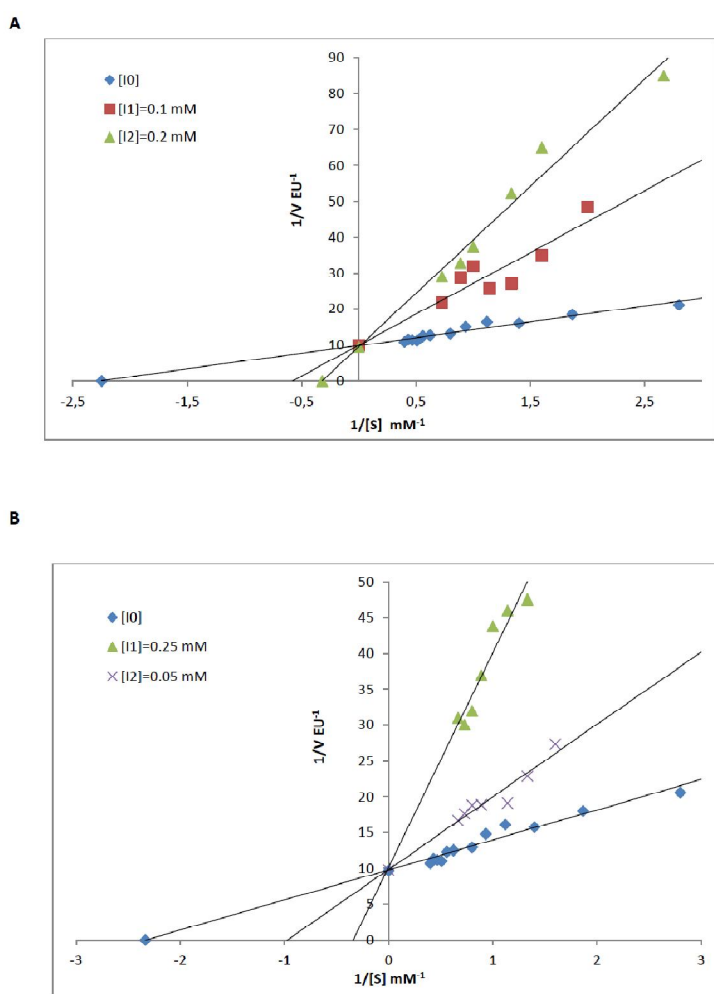 A
[I0]
[I1]=0.1 mM
[I2]=0.2 mM
1/V EU⁻¹
90
80
70
60
50
40
30
20
10
0
-2,5
-1,5
-0,5
0,5
1,5
2,5
1/[S] mM⁻¹
B
[I0]
[I1]=0.25 mM
[I2]=0.05 mM
1/V EU⁻¹
50
45
40
35
30
25
20
15
10
5
0
-3
-2
-1
0
1
2
3
1/[S] mM⁻¹